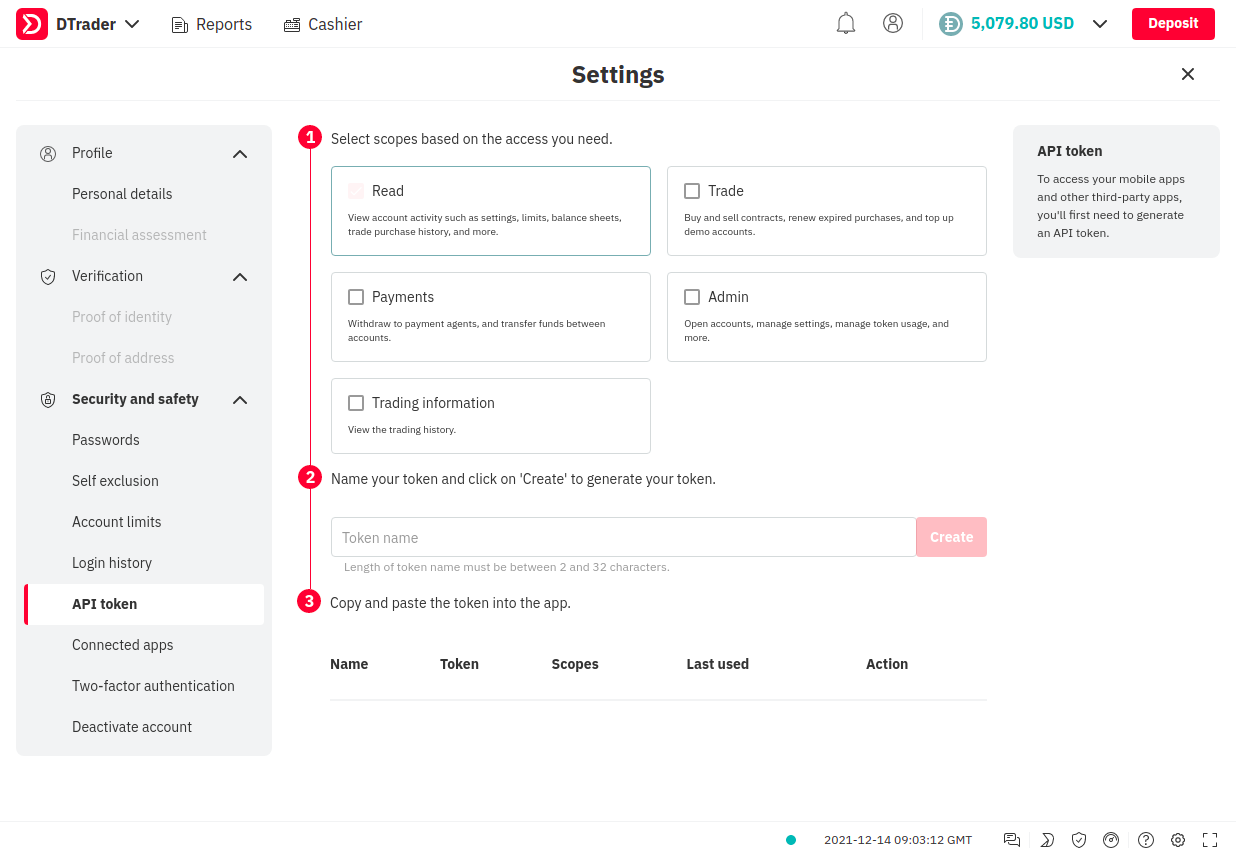 DTrader
Reports
Cashier
5,079.80 USD
Deposit
Settings
Profile
Personal details
Financial assessment
Verification
Proof of identity
Proof of address
Security and safety
Passwords
Self exclusion
Account limits
Login history
API token
Connected apps
Two-factor authentication
Deactivate account
1
Select scopes based on the access you need.
Read
View account activity such as settings, limits, balance sheets,
trade purchase history, and more.
Trade
Buy and sell contracts, renew expired purchases, and top up
demo accounts.
Payments
Withdraw to payment agents, and transfer funds between
accounts.
Admin
Open accounts, manage settings, manage token usage, and
more.
Trading information
View the trading history.
2
Name your token and click on 'Create' to generate your token.
Token name
Create
Length of token name must be between 2 and 32 characters.
3
Copy and paste the token into the app.
Name Token Scopes Last used Action
API token
To access your mobile apps
and other third-party apps,
you'll first need to generate
an API token.
2021-12-14 09:03:12 GMT